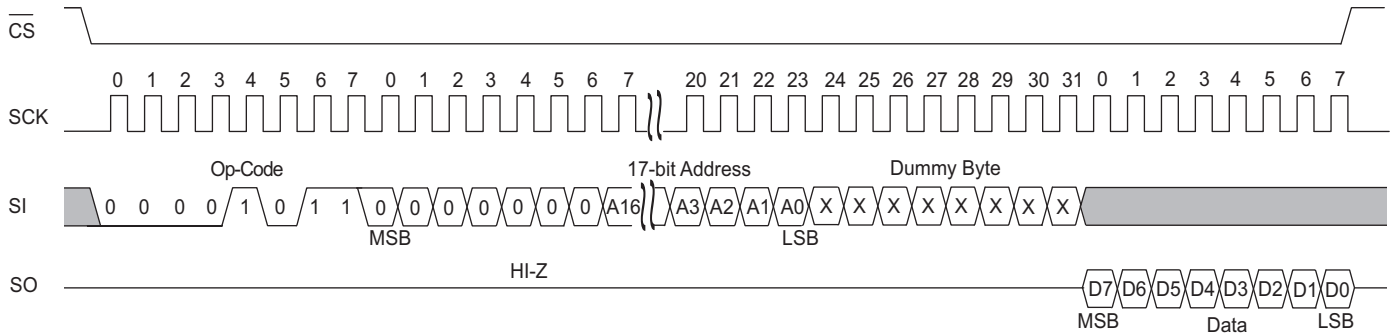 CS
0 1 2 3 4 5 6 7 0 1 2 3 4 5 6 7 20 21 22 23 24 25 26 27 28 29 30 31 0 1 2 3 4 5 6 7
SCK
Op-Code 17-bit Address Dummy Byte
SI 0 0 0 0 1 0 1 1 0 0 0 0 0 0 0 A16 A3 A2 A1 A0 X X X X X X X X
MSB LSB
HI-Z
SO D7 D6 D5 D4 D3 D2 D1 D0
MSB Data LSB